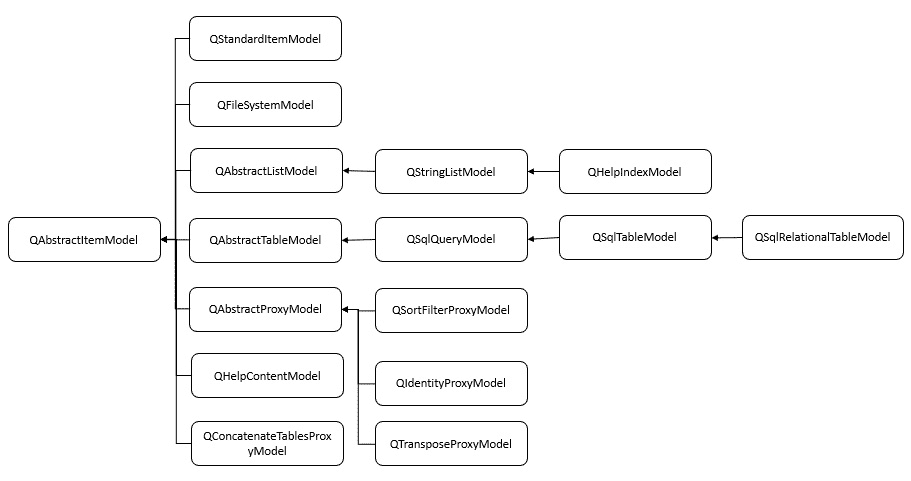 QStandardItemModel
QFileSystemModel
QAbstractListModel
QStringListModel
QHelpIndexModel
QAbstractItemModel
QAbstractTableModel
QSqlQueryModel
QSqlTableModel
QSqlRelationalTableModel
QAbstractProxyModel
QSortFilterProxyModel
QHelpContentModel
QIdentityProxyModel
QConcatenateTablesProx
yModel
QTransposeProxyModel